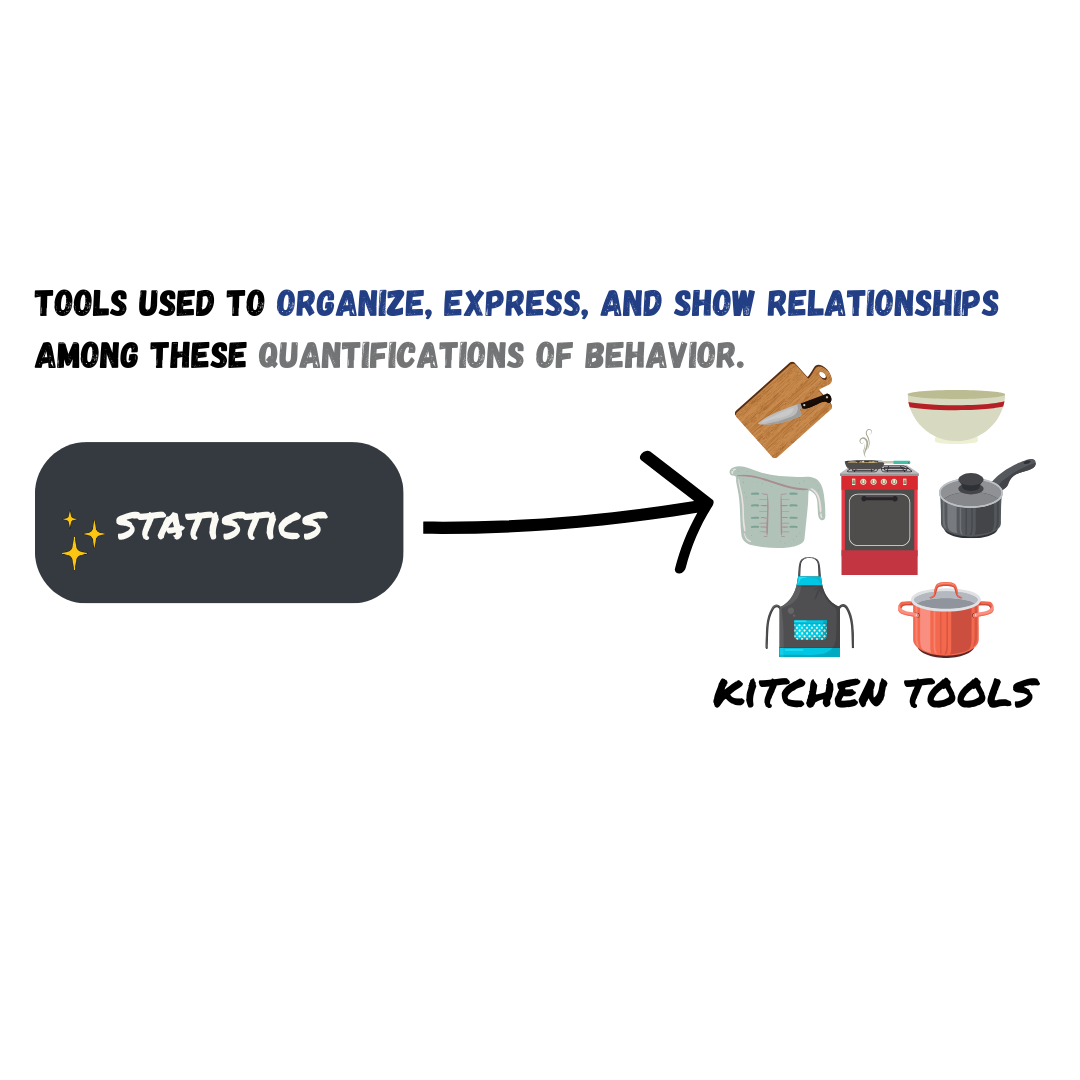 TOOLS USED TO ORGANIZE, EXPRESS, AND SHOW RELATIONSHIPS
AMONG THESE QUANTIFICATIONS OF BEHAVIOR.
STATISTICS
KITCHEN TOOLS